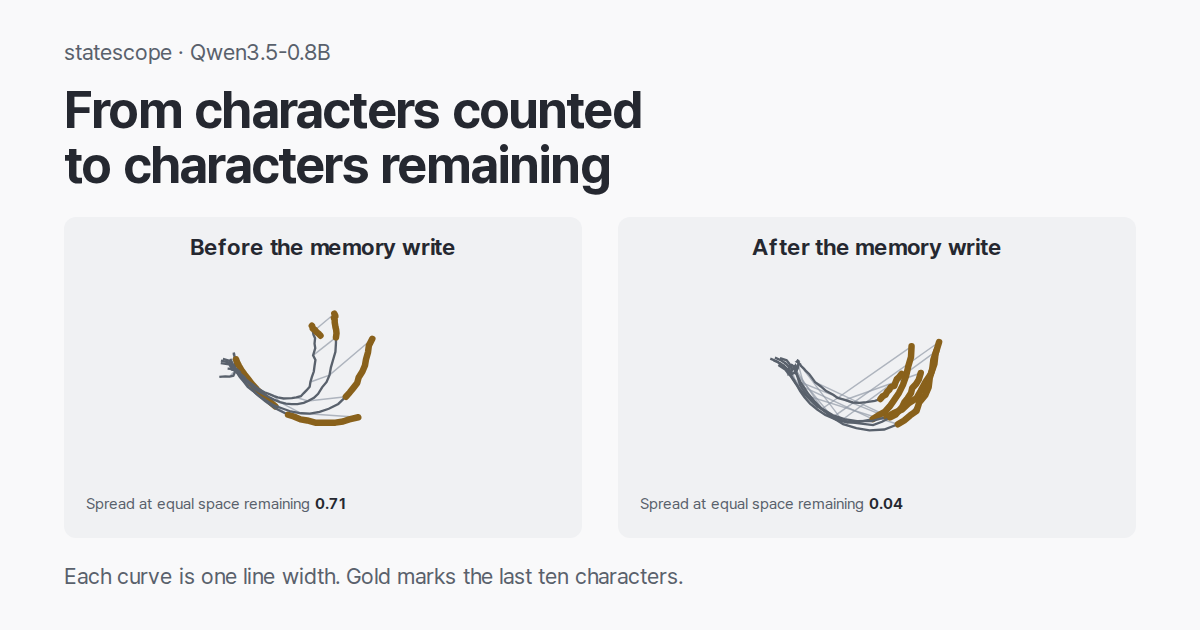 statescope · Qwen3.5-0.8B
From characters counted
to characters remaining
Before the memory write
Spread at equal space remaining 0.71
After the memory write
Spread at equal space remaining 0.04
Each curve is one line width. Gold marks the last ten characters.